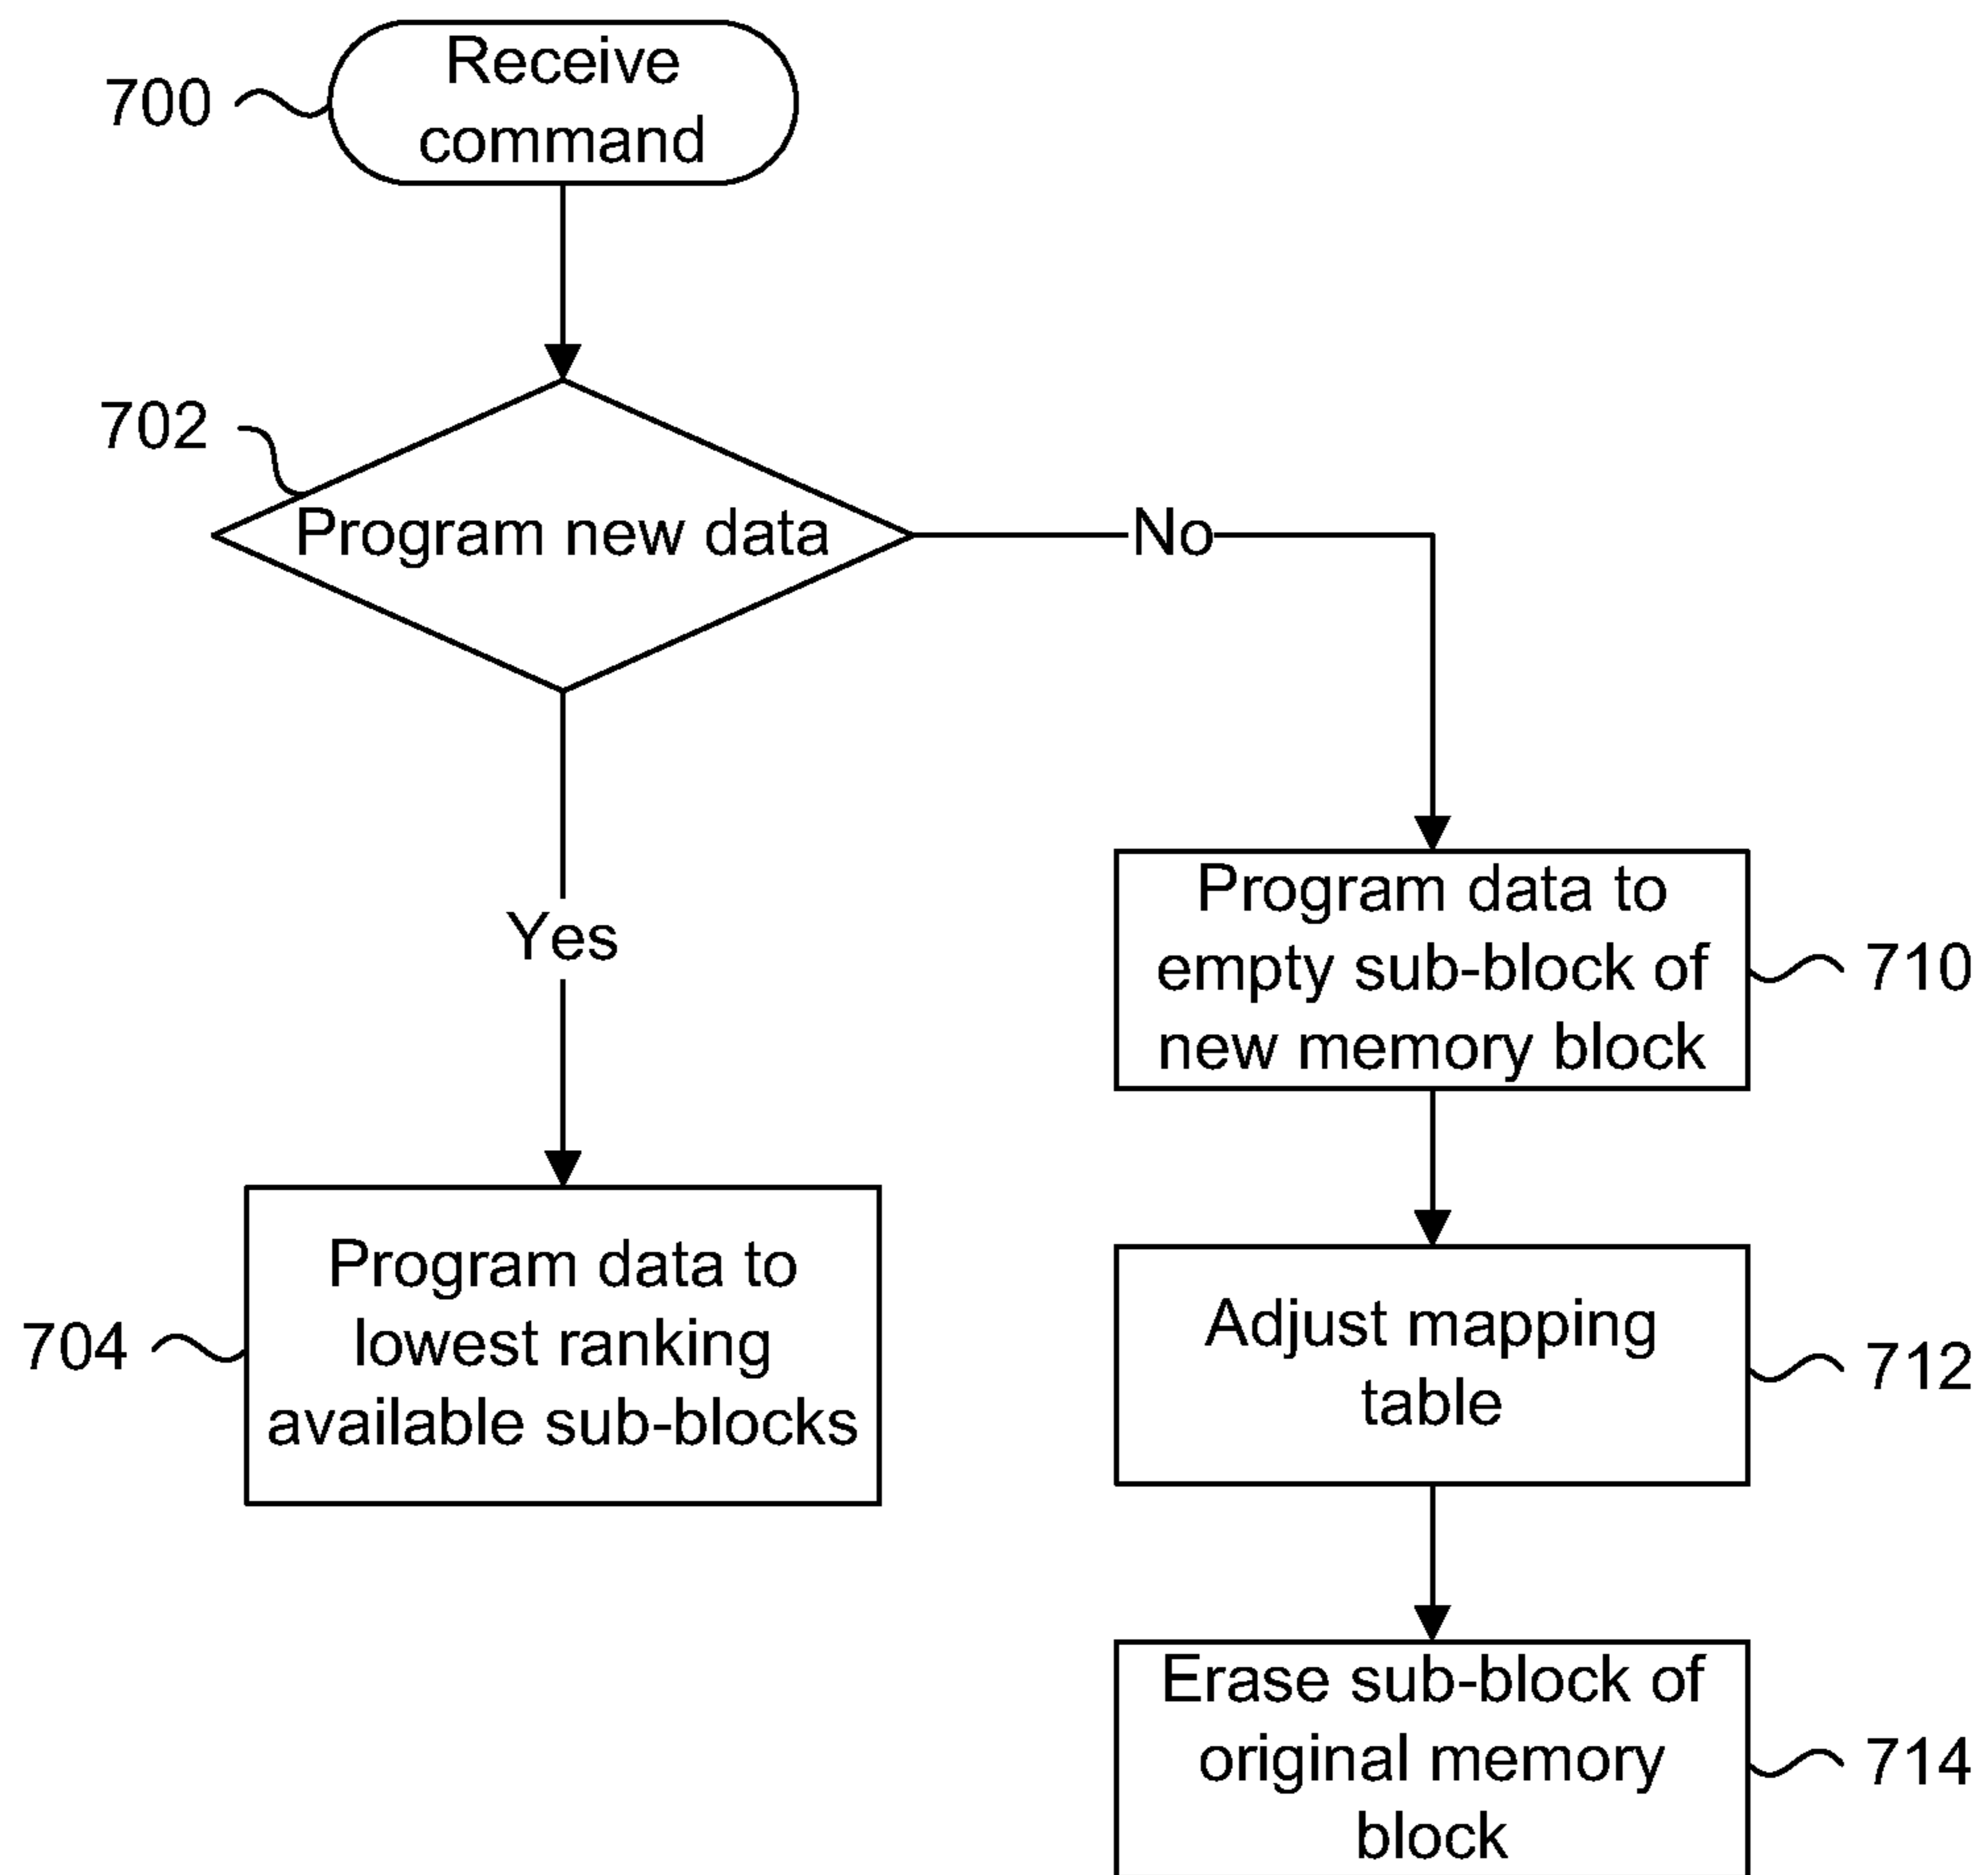 700
Receive
command
702
Program new data
No
Yes
Program data to
empty sub-block of
new memory block
710
704
Program data to
lowest ranking
available sub-blocks
Adjust mapping
table
712
Erase sub-block of
original memory
block
714